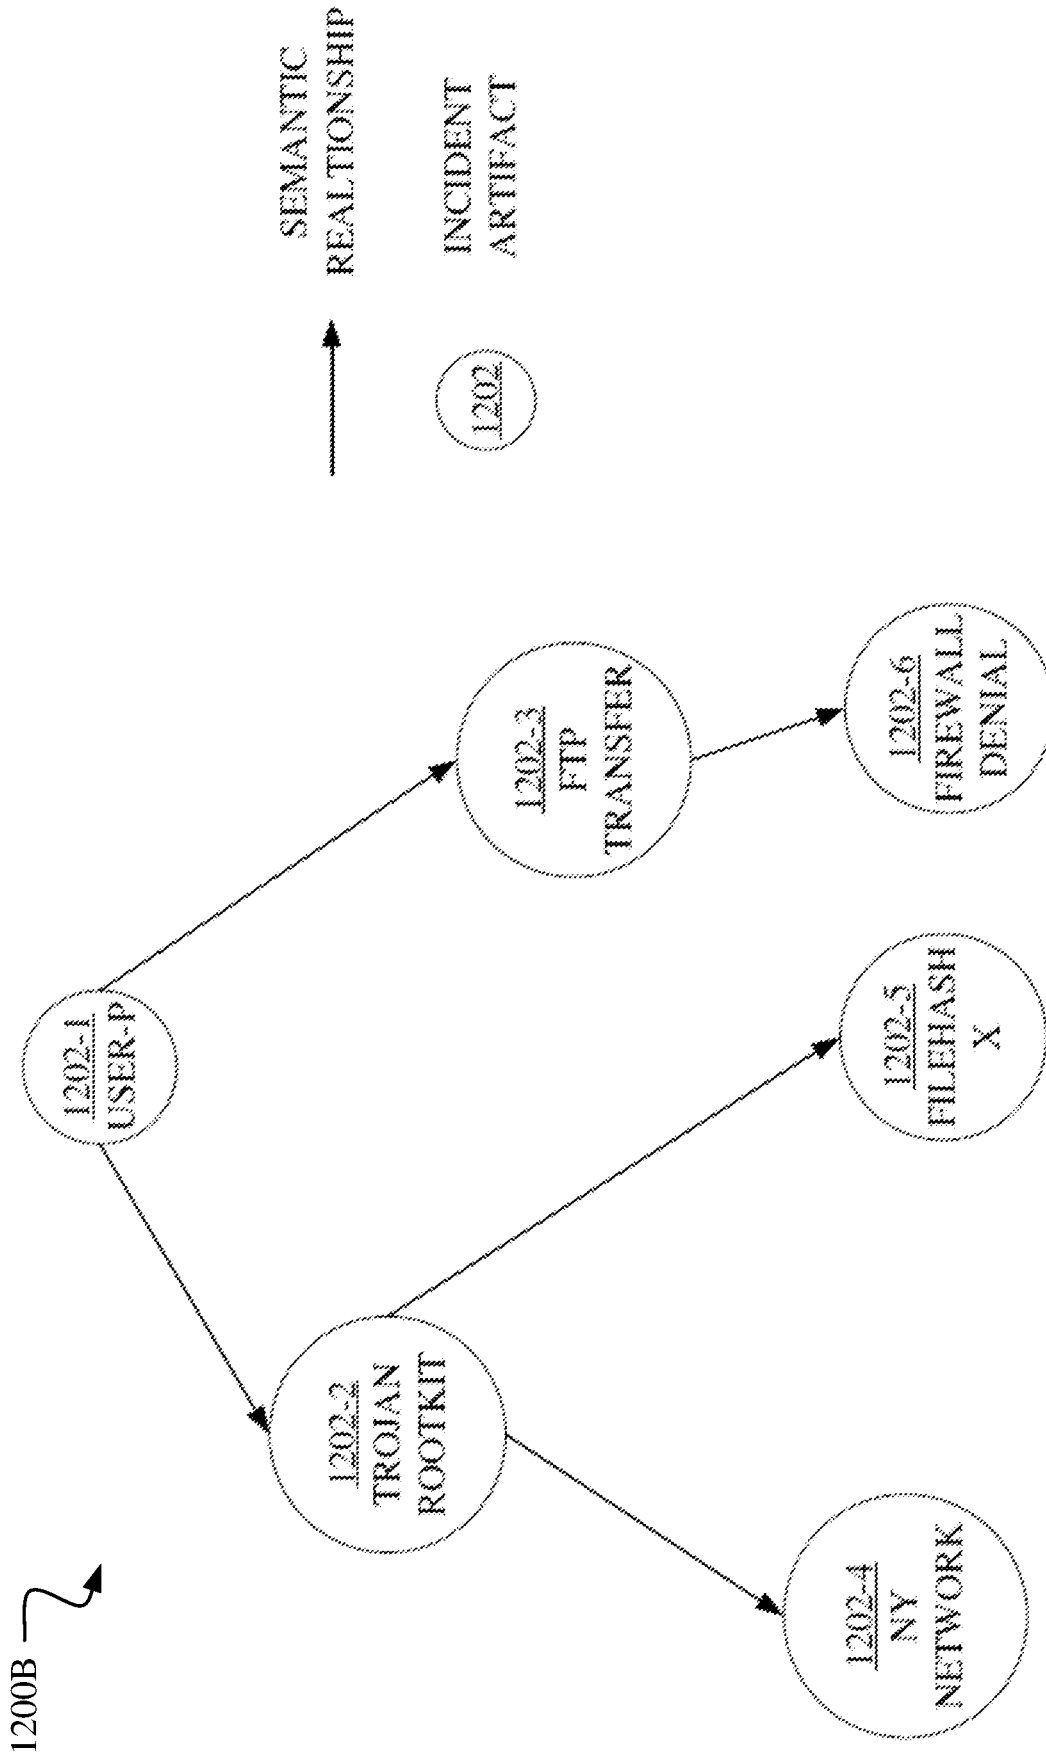 1200B
1202-1
USER-P
1202-2
TROJAN
ROOTKIT
1202-3
FTP
TRANSFER
1202-4
NY
NETWORK
1202-5
FILEHASH
X
1202-6
FIREWALL
DENIAL
SEMANTIC
REALTIONSHIP
1202
INCIDENT
ARTIFACT